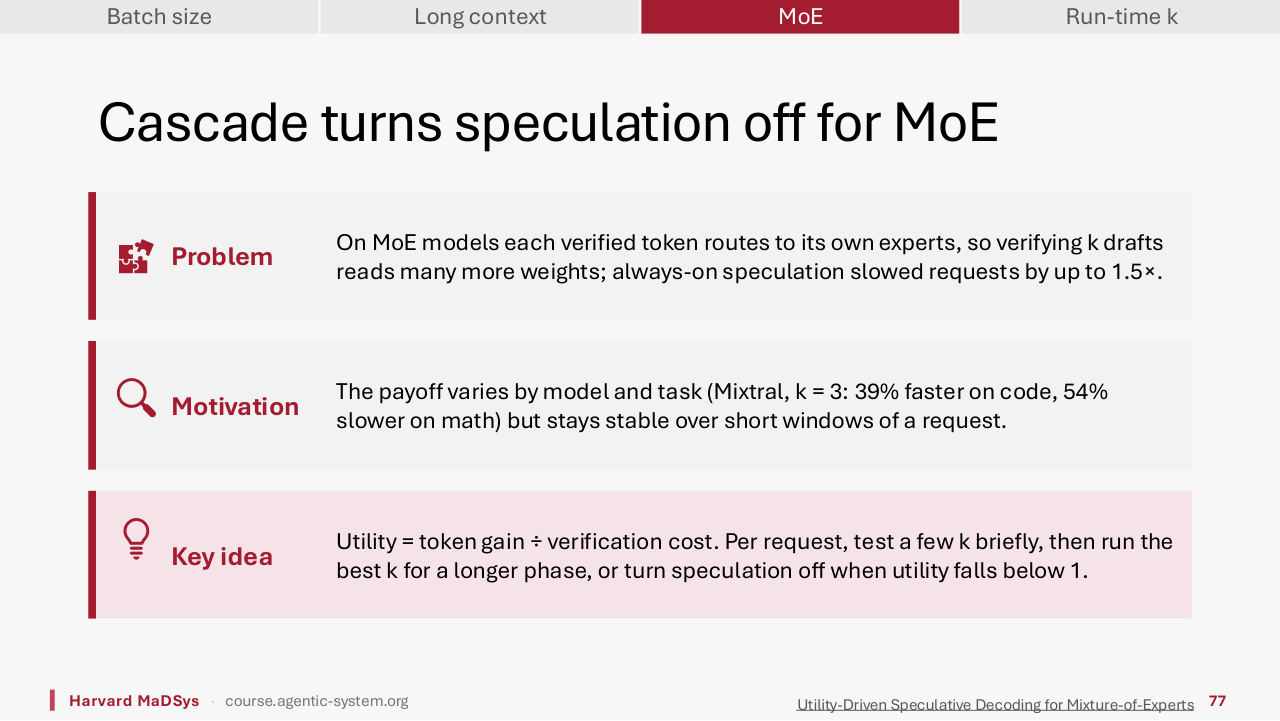 Batch size
Long context
MoE
Run-time k
Cascade turns speculation off for MoE
Problem
On MoE models each verified token routes to its own experts, so verifying k drafts
reads many more weights; always-on speculation slowed requests by up to 1.5×.
Motivation
The payoff varies by model and task (Mixtral, k = 3: 39% faster on code, 54%
slower on math) but stays stable over short windows of a request.
Key idea
Utility = token gain ÷ verification cost. Per request, test a few k briefly, then run the
best k for a longer phase, or turn speculation off when utility falls below 1.
Harvard MaDSys · course.agentic-system.org
Utility-Driven Speculative Decoding for Mixture-of-Experts
77